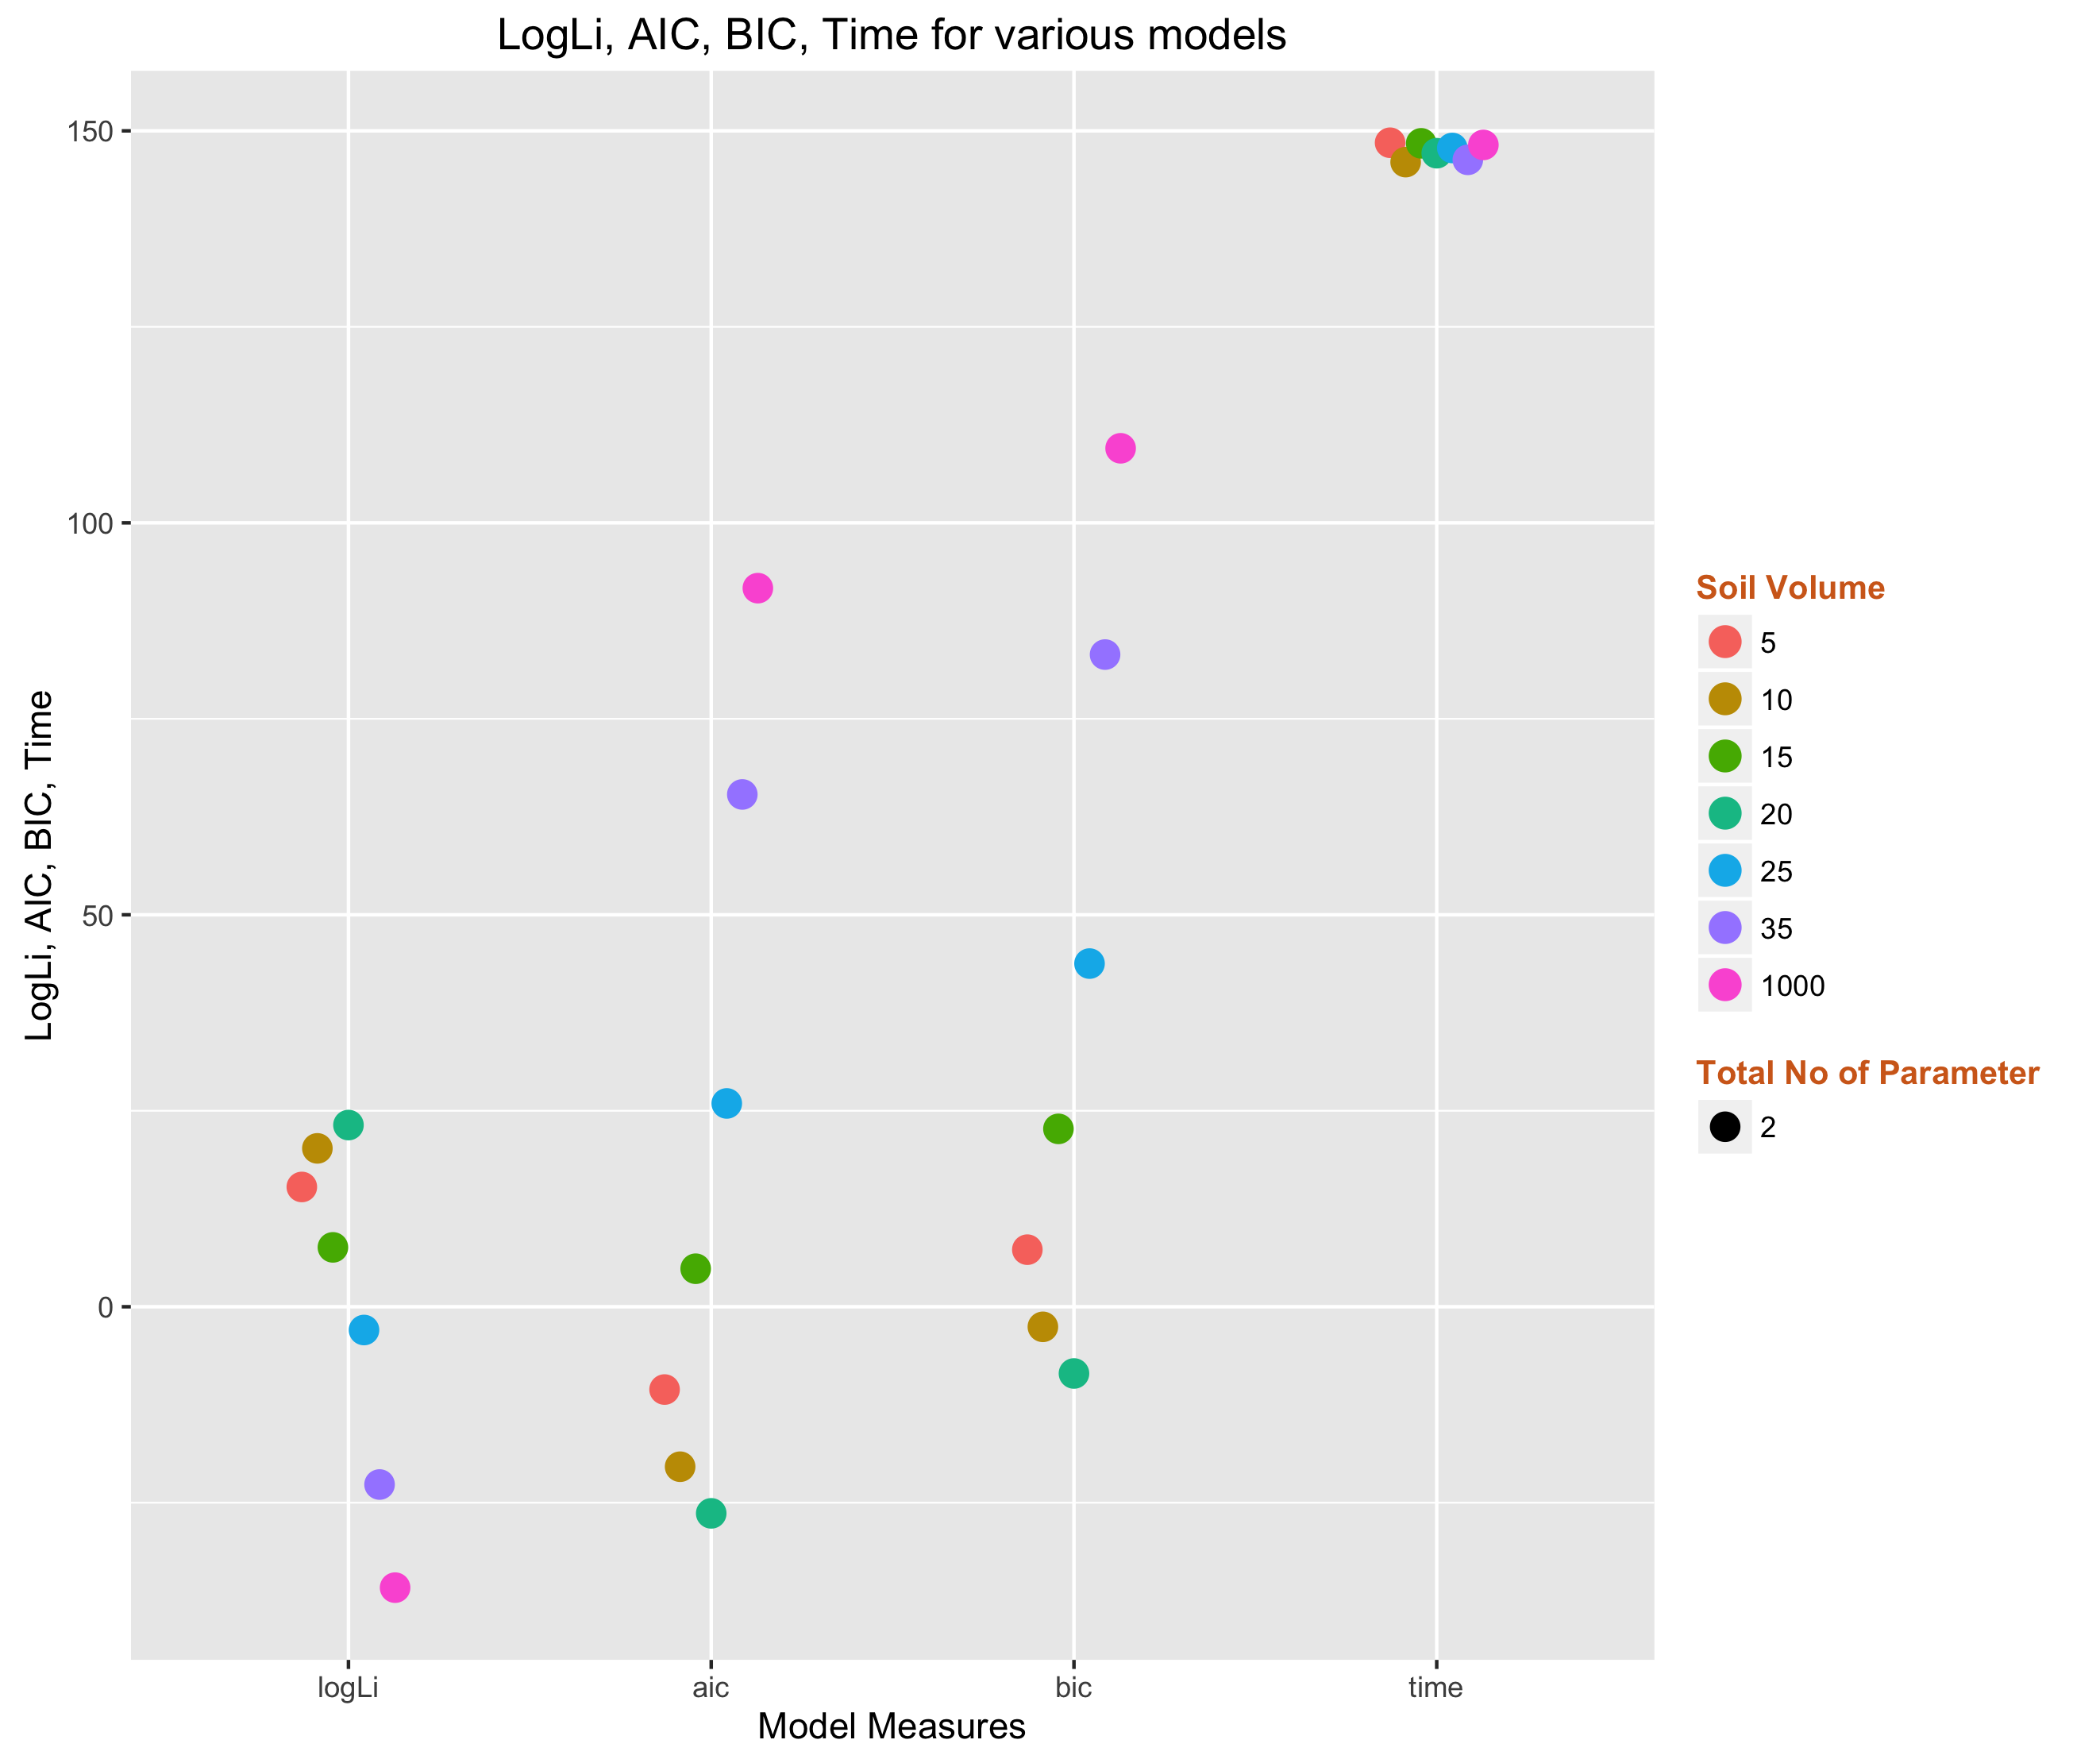 LogLi, AIC, BIC, Time for various models
LogLi, AIC, BIC, Time
150
100
50
0
logLi aic bic time
Model Measures
Soil Volume
5
10
15
20
25
35
1000
Total No of Parameter
2